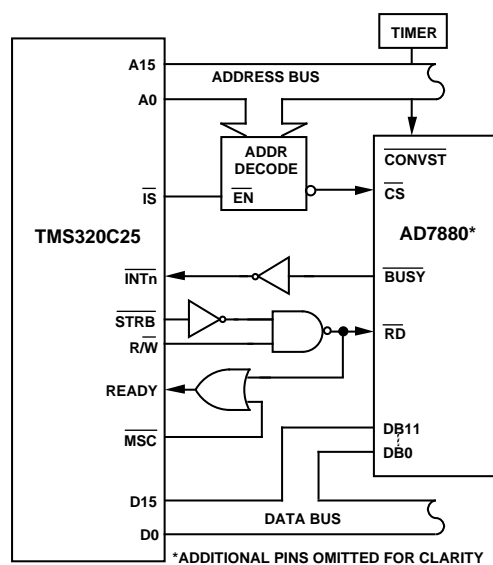 TIMER
A15
ADDRESS BUS
A0
ADDR
DECODE
CONVST
IS
EN
CS
TMS320C25
AD7880*
INTn
BUSY
STRB
R/W
RD
READY
MSC
DB11
DB0
D15
DATA BUS
D0
*ADDITIONAL PINS OMITTED FOR CLARITY